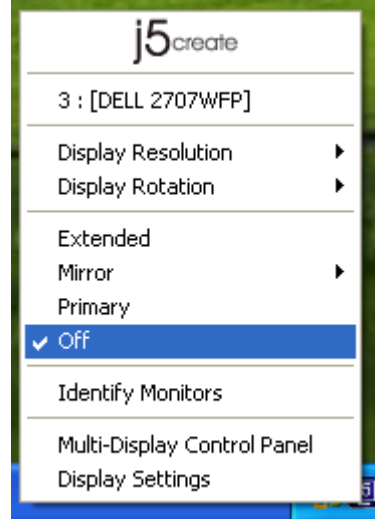 j5create
3 : [DELL 2707WFP]
Display Resolution
Display Rotation
Extended
Mirror
Primary
Off
Identify Monitors
Multi-Display Control Panel
Display Settings